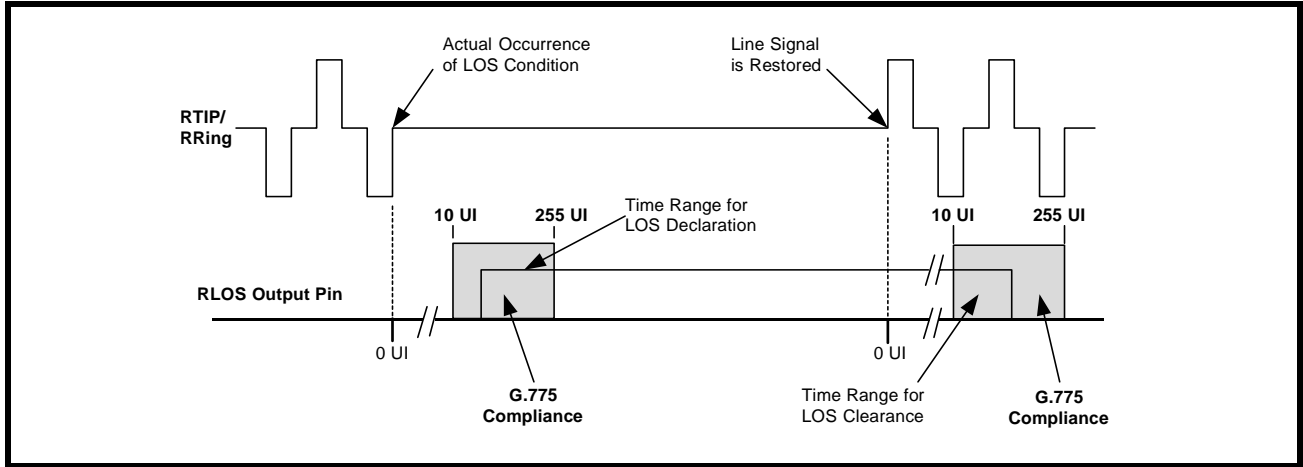 Actual Occurrence
of LOS Condition
Line Signal
is Restored
RTIP/
RRing
10 UI
255 UI
Time Range for
LOS Declaration
10 UI
255 UI
RLOS Output Pin
0 UI
0 UI
G.775
Compliance
Time Range for
LOS Clearance
G.775
Compliance